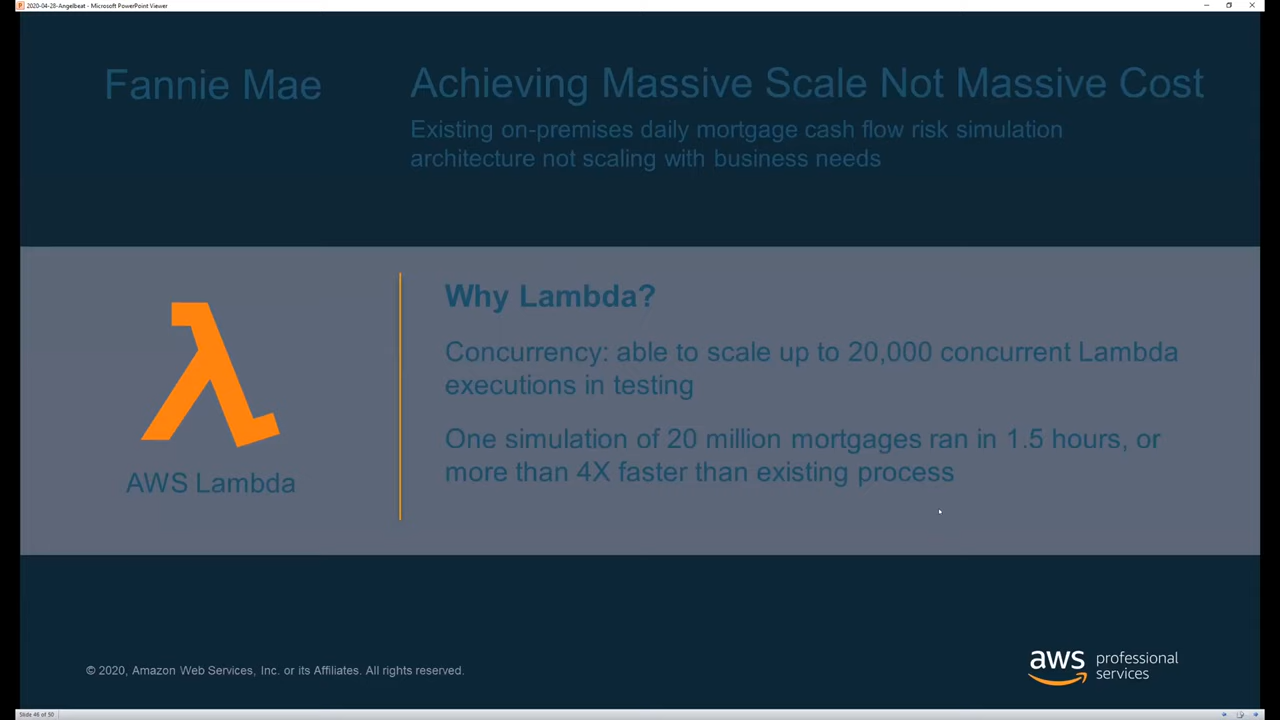 2020-04-28-Angelbeat - Microsoft PowerPoint Viewer
Fannie Mae
Achieving Massive Scale Not Massive Cost
Existing on-premises daily mortgage cash flow risk simulation
architecture not scaling with business needs
Why Lambda?
Concurrency: able to scale up to 20,000 concurrent Lambda
executions in testing
One simulation of 20 million mortgages ran in 1.5 hours, or
more than 4X faster than existing process
AWS Lambda
© 2020, Amazon Web Services, Inc. or its Affiliates. All rights reserved.
aws professional
services
Slide 46 of 50